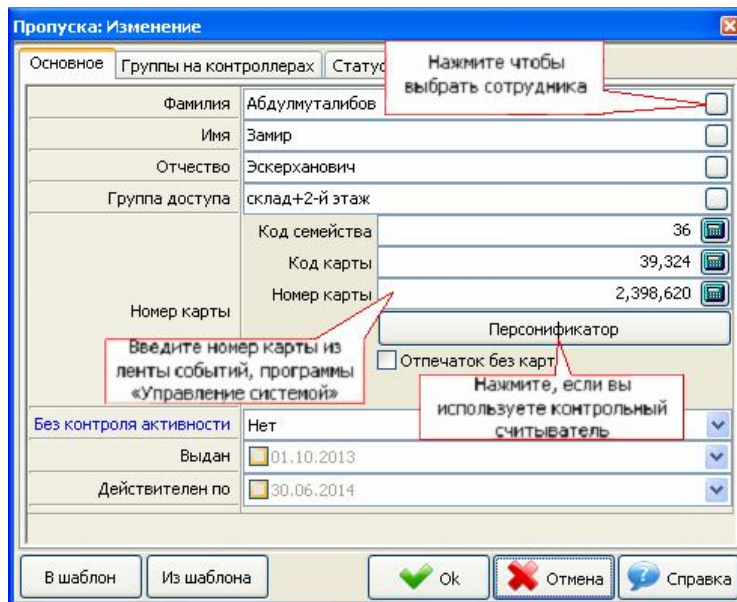 Пропуска: Изменение
Основное Группы на контроллерах Статус
Нажмите чтобы
выбрать сотрудника
Фамилия Абдулмуталибов
Имя Замир
Отчество Эскерханович
Группа доступа склад+2-й этаж
Номер карты
Код семейства 36
Код карты 39,324
Номер карты 2,398,620
Персонификатор
Отпечаток без карт
Введите номер карты из
ленты событий, программы
«Управление системой»
Нажмите, если вы
используете контрольный
считыватель
Без контроля активности Нет
Выдан 01.10.2013
Действителен по 30.06.2014
В шаблон Из шаблона Ok Отмена Справка